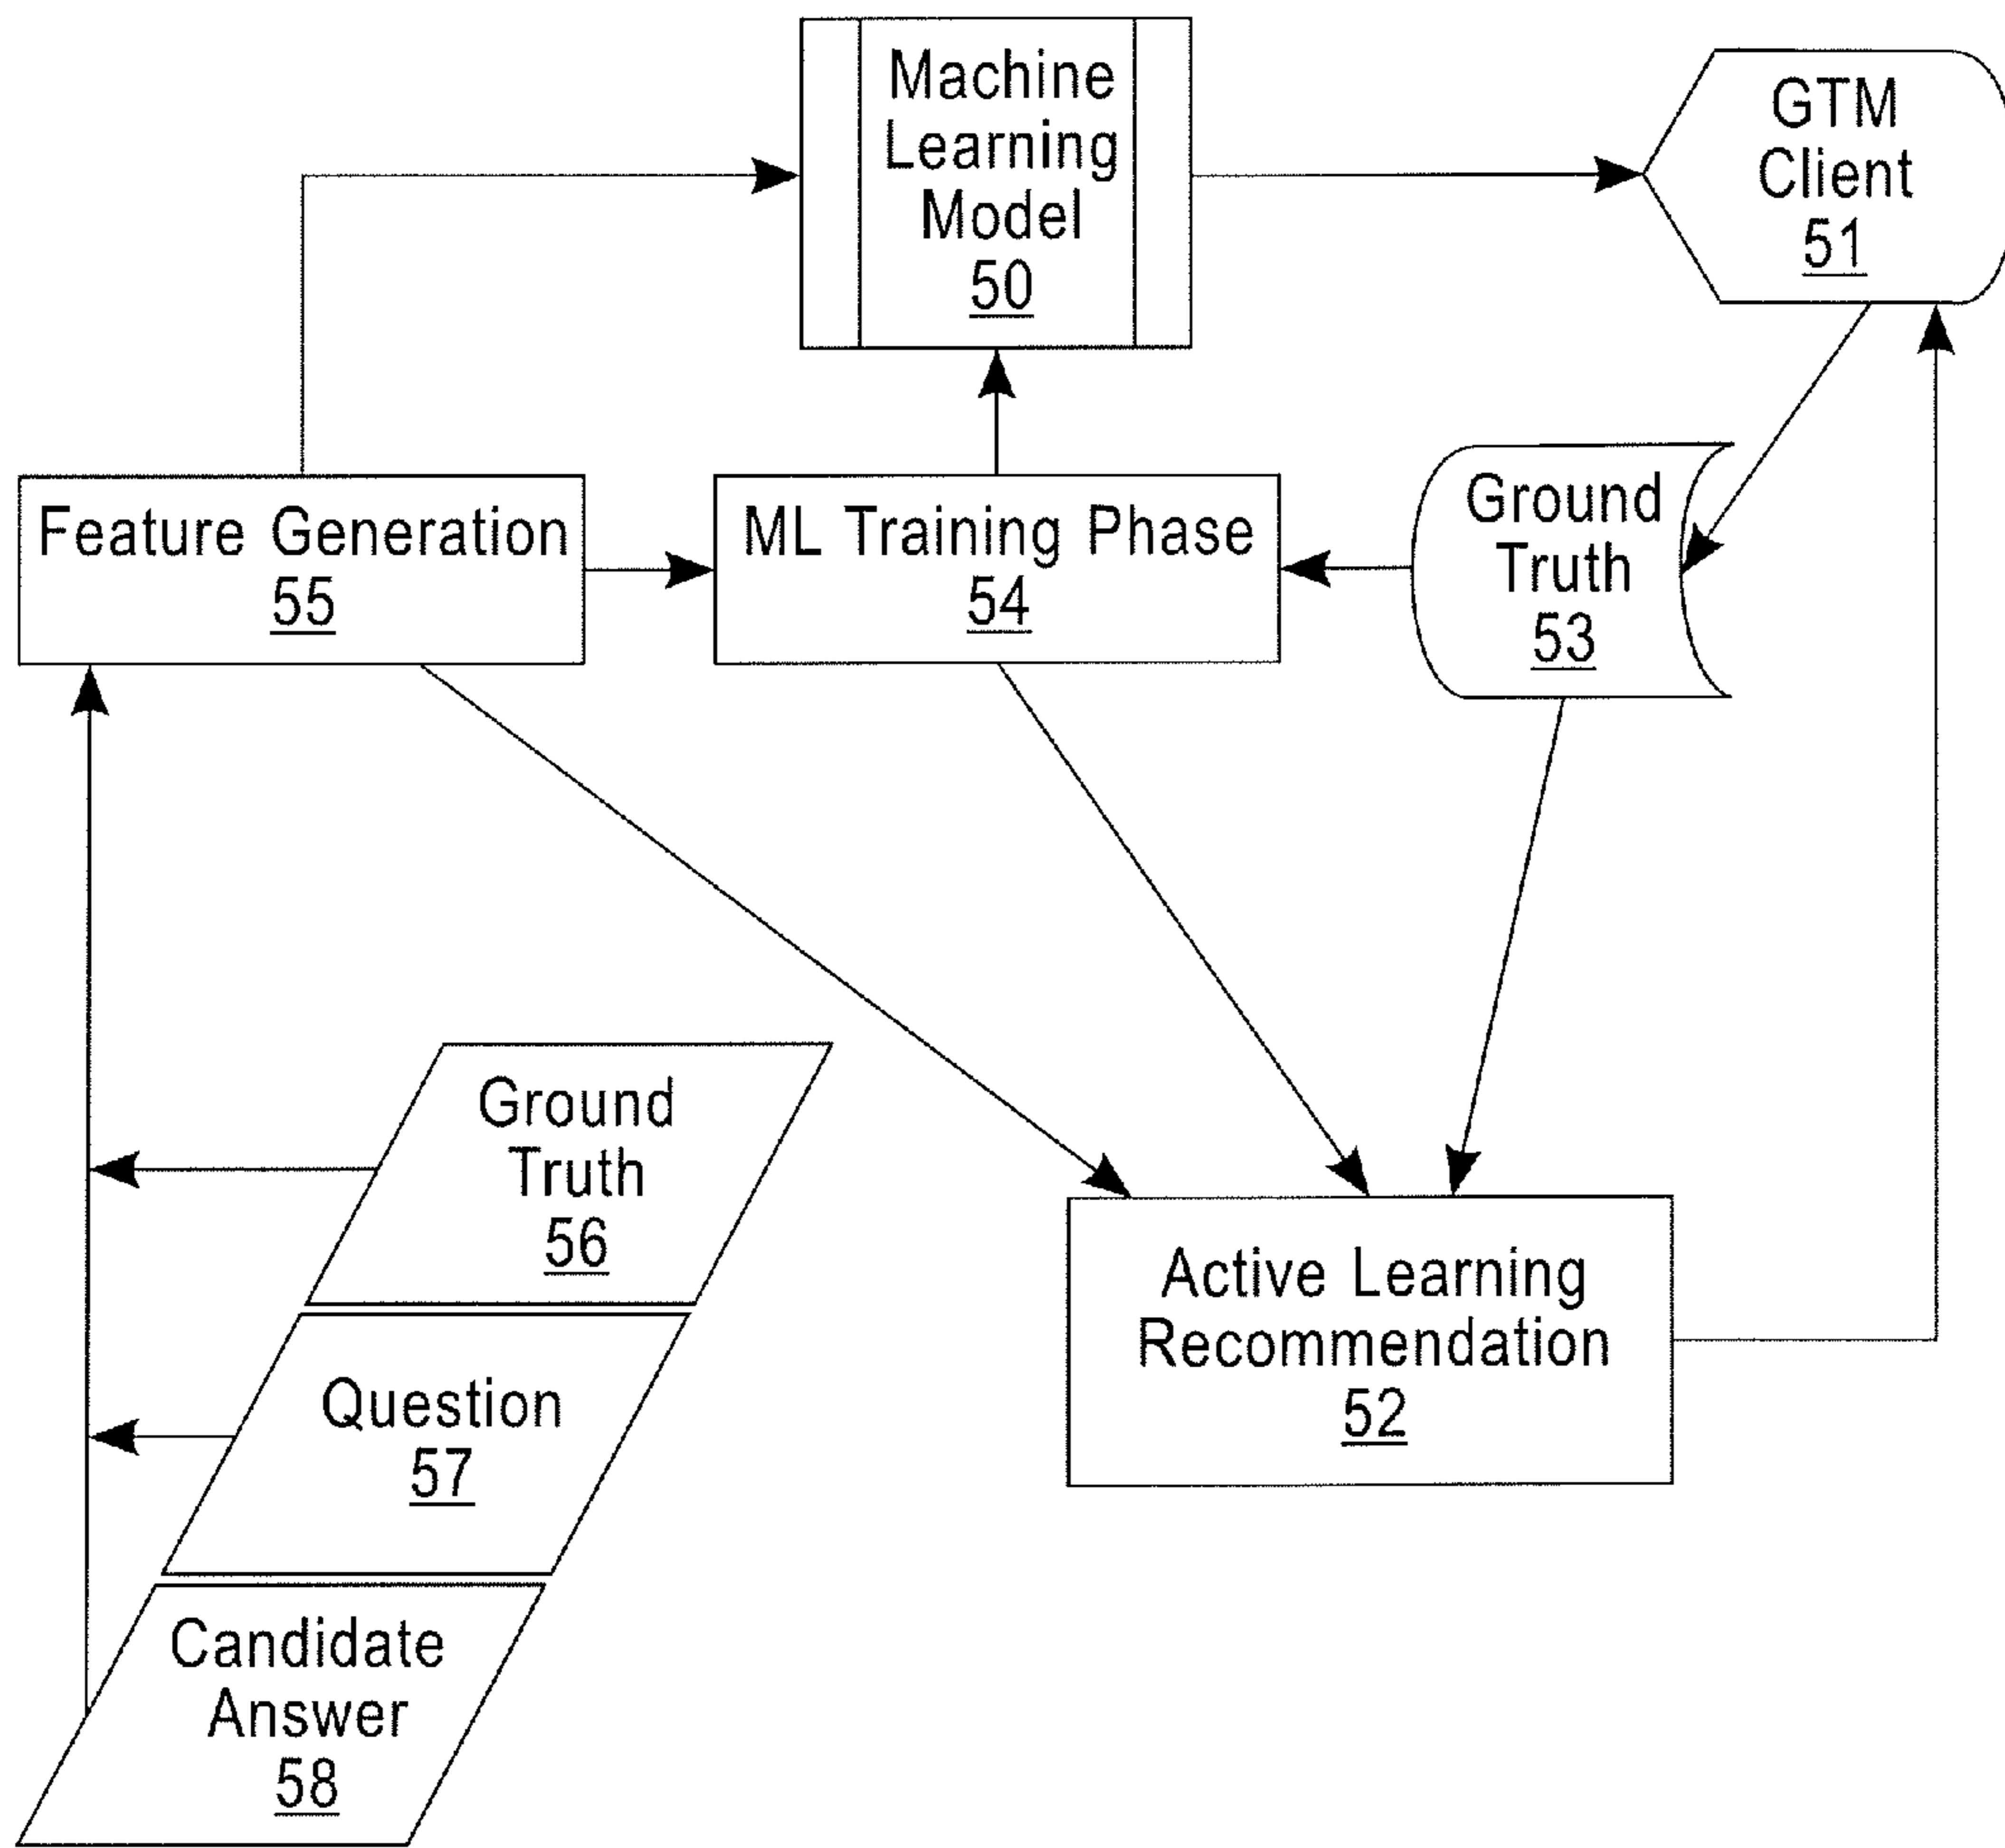 Machine
Learning
Model
50
GTM
Client
51
Feature Generation
55
ML Training Phase
54
Ground
Truth
53
Ground
Truth
56
Question
57
Candidate
Answer
58
Active Learning
Recommendation
52